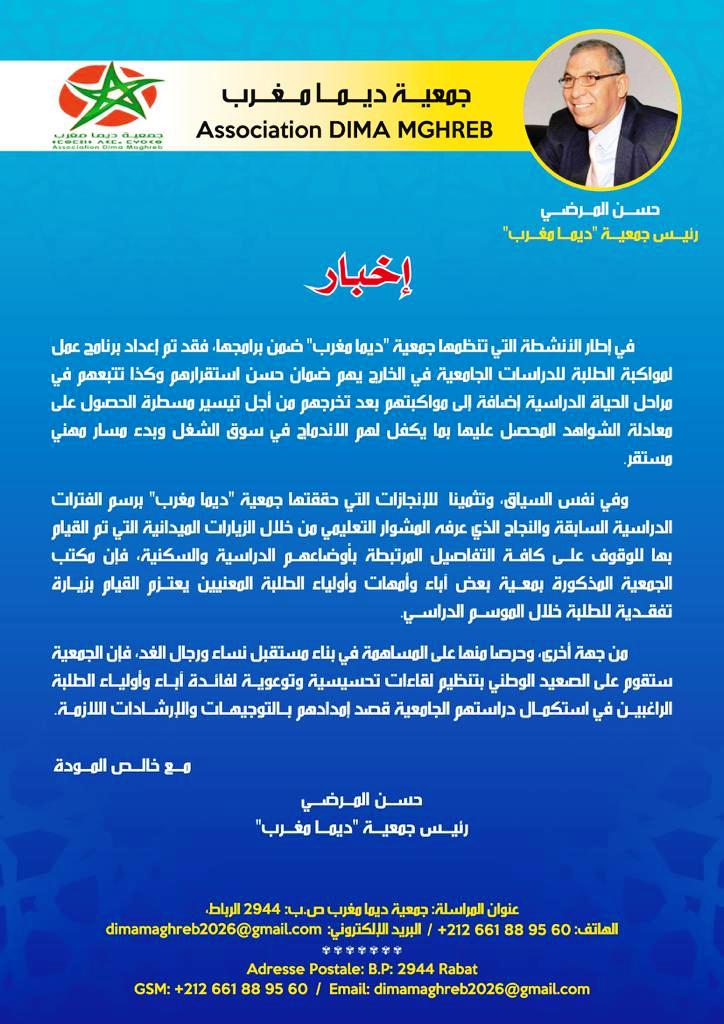 جمعية ديما مغرب
Association DIMA MGHREB
جمعية ديما مغرب
Association Dima Maghreb
حسن المرضي
رئيس جمعية "ديما مغرب"
إخبار
في إطار الأنشطة التي تنظمها جمعية "ديما مغرب" ضمن برامجها، فقد تم إعداد برنامج عمل
لمواكبة الطلبة للدراسات الجامعية في الخارج يهم ضمان حسن استقرارهم وكذا تتبعهم في
مراحل الحياة الدراسية إضافة إلى مواكبتهم بعد تخرجهم من أجل تيسير مسطرة الحصول على
معادلة الشواهد المحصل عليها بما يكفل لهم الاندماج في سوق الشغل وبدء مسار مهني
مستقر.
وفي نفس السياق، وتثمينا للإنجازات التي حققتها جمعية "ديما مغرب" برسم الفترات
الدراسية السابقة والنجاح الذي عرفه المشوار التعليمي من خلال الزيارات الميدانية التي تم القيام
بها للوقوف على كافة التفاصيل المرتبطة بأوضاعهم الدراسية والسكنية، فإن مكتب
الجمعية المذكورة بمعية بعض أباء وأمهات وأولياء الطلبة المعنيين يعتزم القيام بزيارة
تفقدية للطلبة خلال الموسم الدراسي.
من جهة أخرى، وحرصا منها على المساهمة في بناء مستقبل نساء ورجال الغد، فإن الجمعية
ستقوم على الصعيد الوطني بتنظيم لقاءات تحسيسية وتوعوية لفائدة أباء وأولياء الطلبة
الراغبين في استكمال دراستهم الجامعية قصد إمدادهم بالتوجيهات والإرشادات اللازمة.
مع خالص المودة
حسن المرضي
رئيس جمعية "ديما مغرب"
عنوان المراسلة: جمعية ديما مغرب ص.ب: 2944 الرباط،
الهاتف: 60 95 88 661 212+ / البريد الإلكتروني: dimamaghreb2026@gmail.com
Adresse Postale: B.P: 2944 Rabat
GSM: +212 661 88 95 60 / Email: dimamaghreb2026@gmail.com